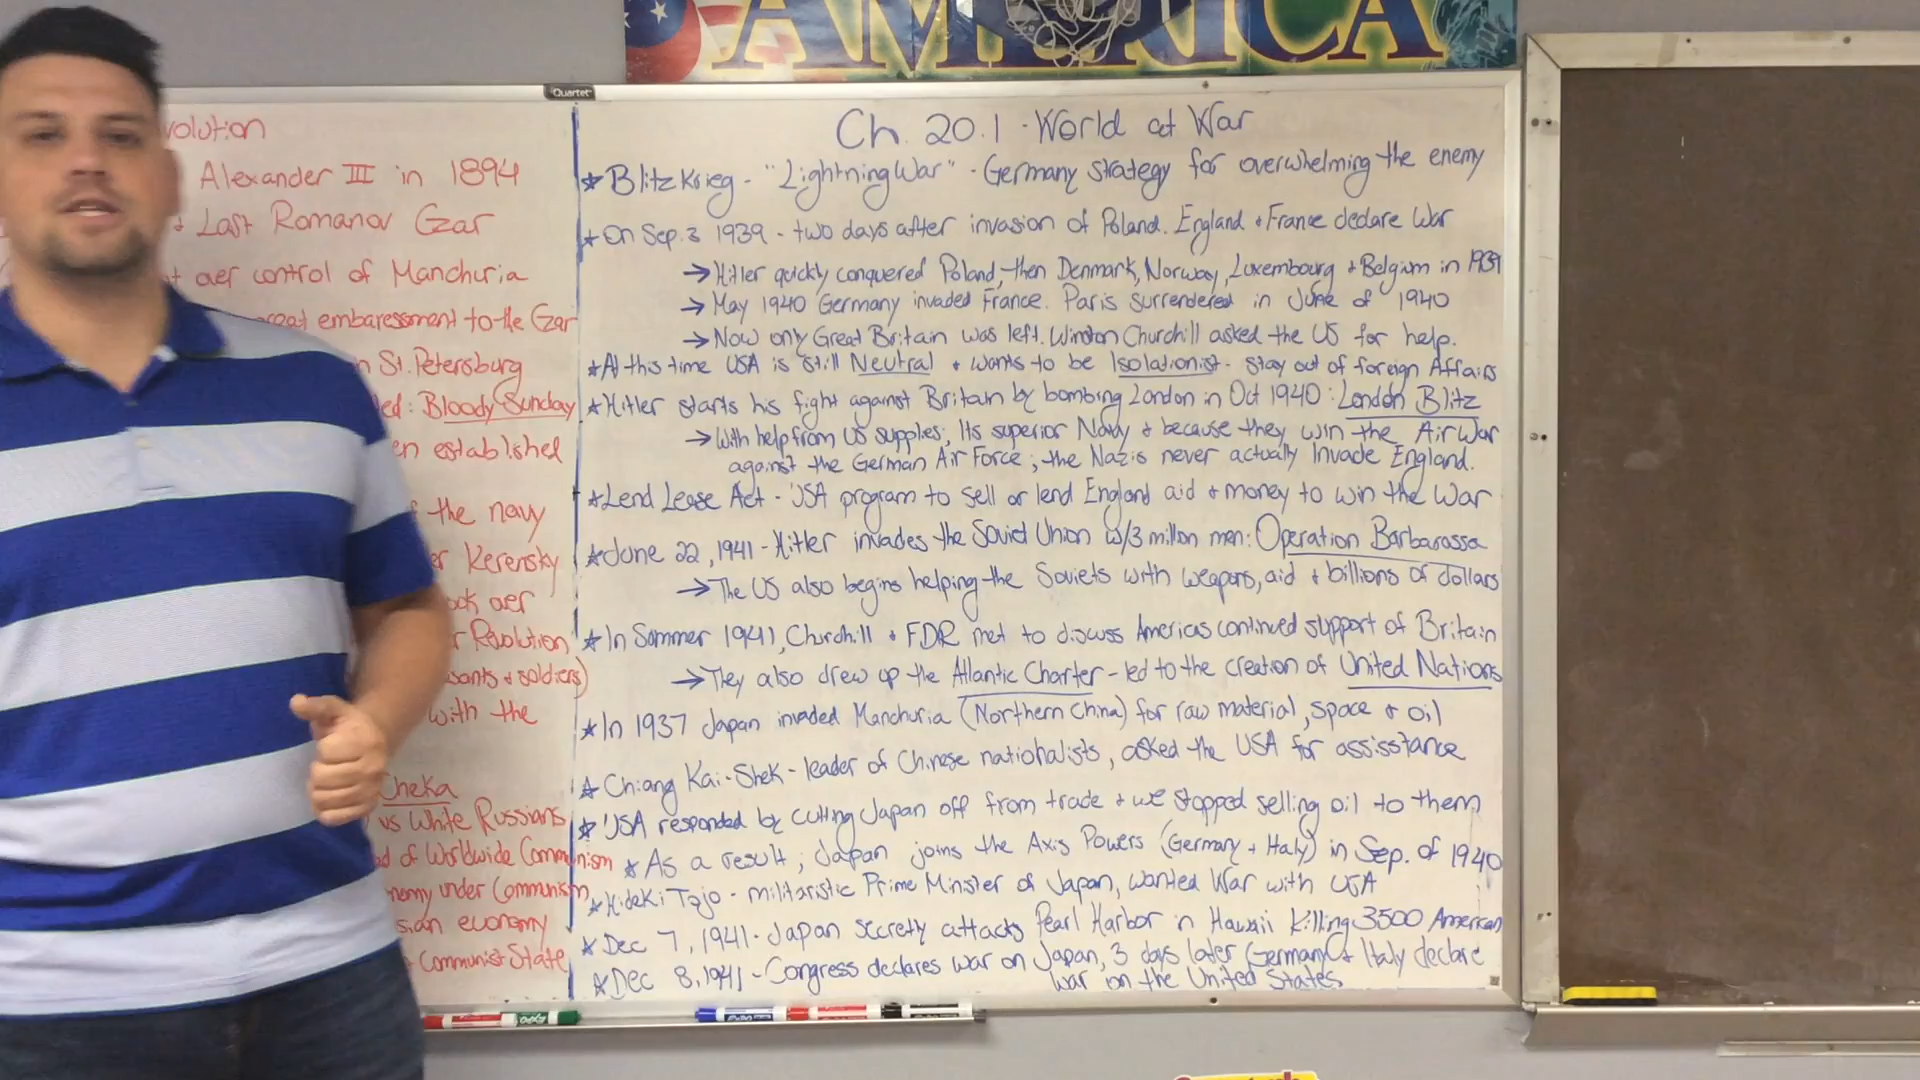 AMERICA
Quartet
volution
Alexander III in 1894
+ Last Romanov Czar
over control of Manchuria
great embaressment to the Czar
n St. Petersburg
led: Bloody Sunday
en established
f the navy
er Kerensky
ook over
r Revolution
sants + soldiers)
with the
Cheka
vs White Russians
ad of Worldwide Communism
nomy under Communism
sian economy
+ Communist State
Ch. 20.1 - World at War
* Blitzkrieg - "Lightning War" - Germany strategy for overwhelming the enemy
* On Sep. 3 1939 - two days after invasion of Poland. England + France declare War
→ Hitler quickly conquered Poland, then Denmark, Norway, Luxembourg + Belgium in 1939
→ May 1940 Germany invaded France. Paris surrendered in June of 1940
→ Now only Great Britain was left. Winston Churchill asked the US for help.
* At this time USA is still Neutral + wants to be Isolationist - stay out of foreign Affairs
* Hitler starts his fight against Britain by bombing London in Oct 1940: London Blitz
→ With help from US supplies, Its superior Navy + because they win the Air War
against the German Air Force; the Nazis never actually Invade England.
* Lend Lease Act - USA program to sell or lend England aid + money to win the War
* June 22, 1941 - Hitler invades the Soviet Union w/3 millon men: Operation Barbarossa
→ The US also begins helping the Soviets with weapons, aid + billions of dollars
* In Sommer 1941, Churchill + FDR met to discuss Americas continued support of Britain
→ They also drew up the Atlantic Charter - led to the creation of United Nations
* In 1937 Japan invaded Manchuria (Northern China) for raw material, space + oil
* Chiang Kai-Shek - leader of Chinese nationalists, asked the USA for assisstance
* USA responded by cutting Japan off from trade + we stopped selling oil to them
* As a result; Japan joins the Axis Powers (Germany + Italy) in Sep. of 1940
* Hideki Tojo - militaristic Prime Minister of Japan, wanted War with USA
* Dec 7, 1941 - Japan secretly attacks Pearl Harbor in Hawaii Killing 3500 American
* Dec 8, 1941 - Congress declares war on Japan, 3 days later Germany + Italy declare
war on the United States
EXPO